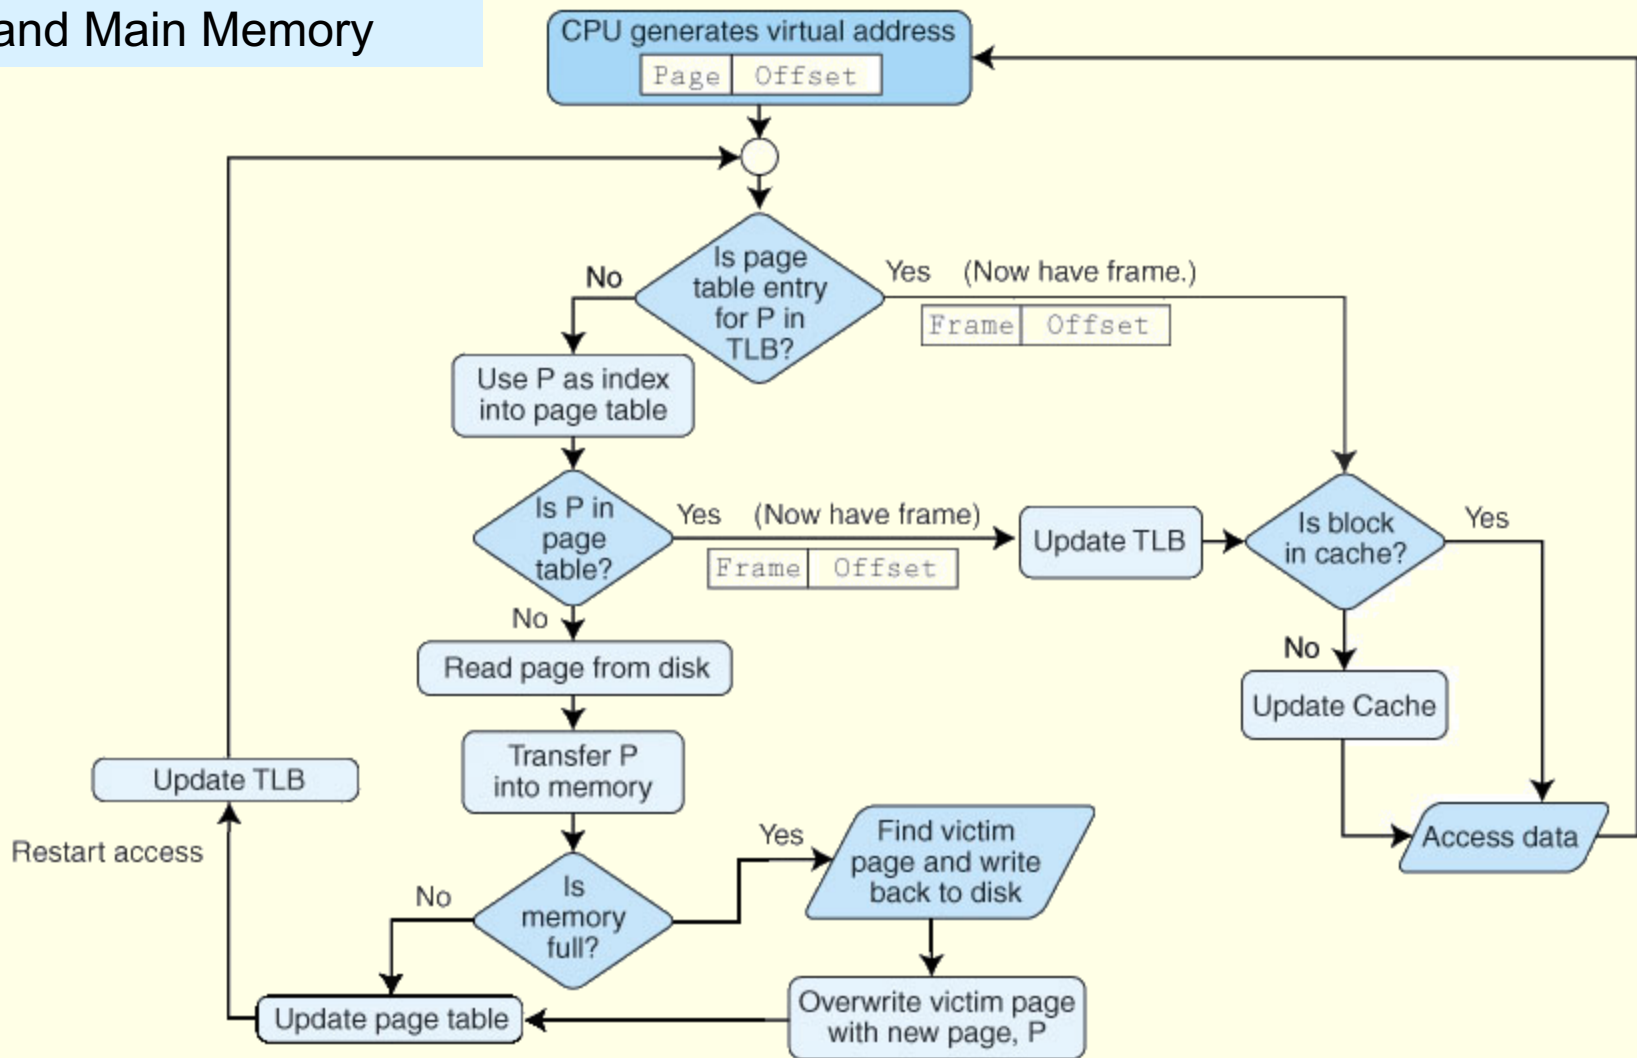 and Main Memory
CPU generates virtual address
Page Offset
Is page
table entry
for P in
TLB?
No
Yes (Now have frame.)
Frame Offset
Use P as index
into page table
Is P in
page
table?
Yes (Now have frame)
Frame Offset
Update TLB
Is block
in cache?
Yes
No
Update Cache
Access data
No
Read page from disk
Transfer P
into memory
Is
memory
full?
Yes
Find victim
page and write
back to disk
Overwrite victim page
with new page, P
No
Update page table
Restart access
Update TLB